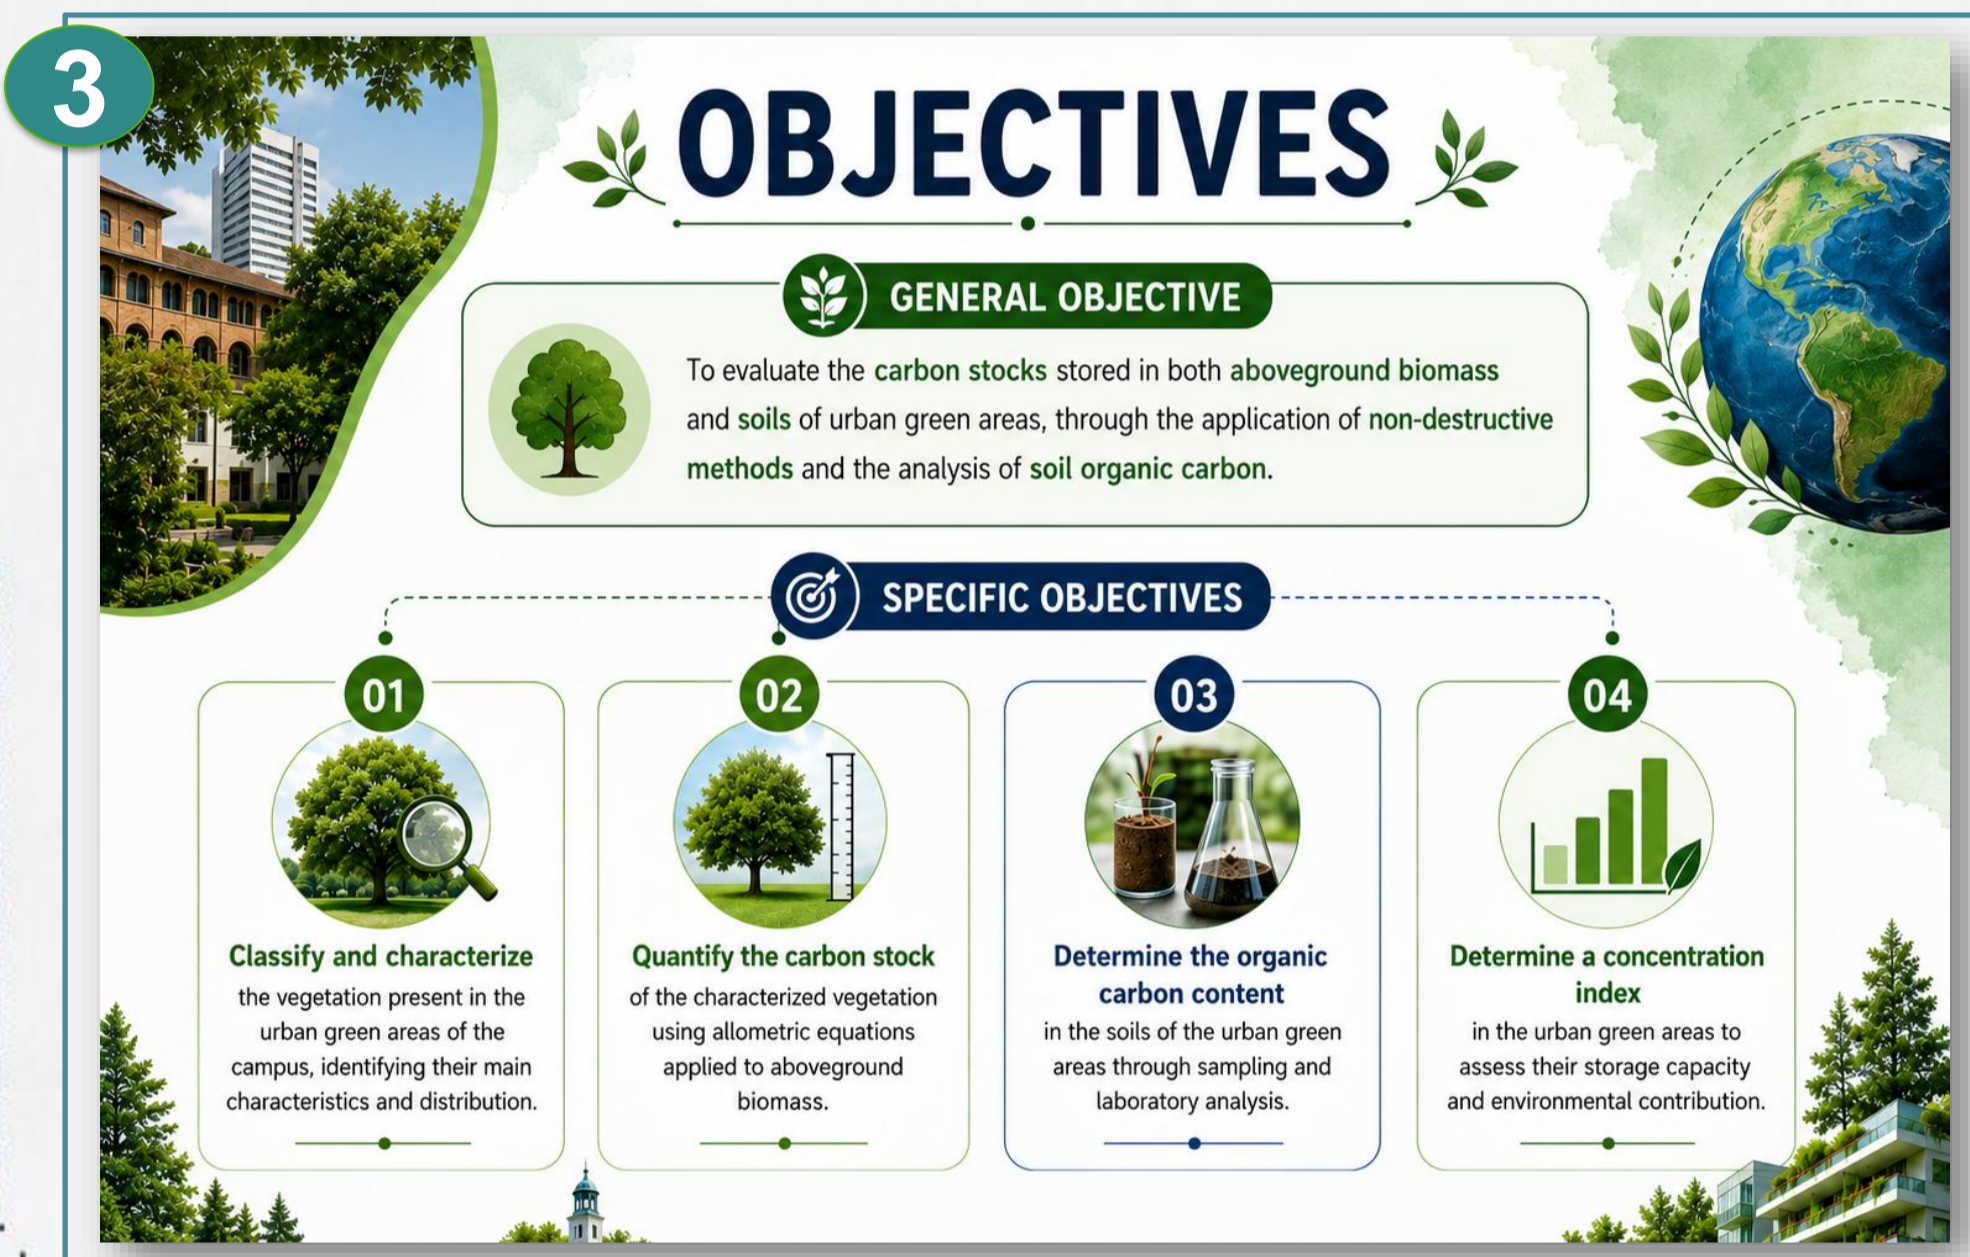 3
OBJECTIVES
GENERAL OBJECTIVE
To evaluate the carbon stocks stored in both aboveground biomass
and soils of urban green areas, through the application of non-destructive
methods and the analysis of soil organic carbon.
SPECIFIC OBJECTIVES
01
Classify and characterize
the vegetation present in the
urban green areas of the
campus, identifying their main
characteristics and distribution.
02
Quantify the carbon stock
of the characterized vegetation
using allometric equations
applied to aboveground
biomass.
03
Determine the organic
carbon content
in the soils of the urban green
areas through sampling and
laboratory analysis.
04
Determine a concentration
index
in the urban green areas to
assess their storage capacity
and environmental contribution.